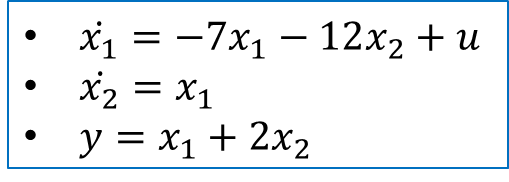 • ẋ₁ = −7x₁ − 12x₂ + u
• ẋ₂ = x₁
• y = x₁ + 2x₂